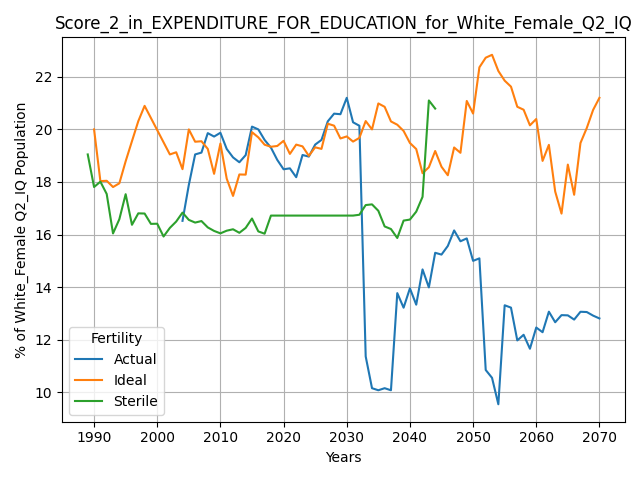 Score_2_in_EXPENDITURE_FOR_EDUCATION_for_White_Female_Q2_IQ
% of White_Female Q2_IQ Population
22
20
18
16
14
12
10
Fertility
Actual
Ideal
Sterile
1990 2000 2010 2020 2030 2040 2050 2060 2070
Years